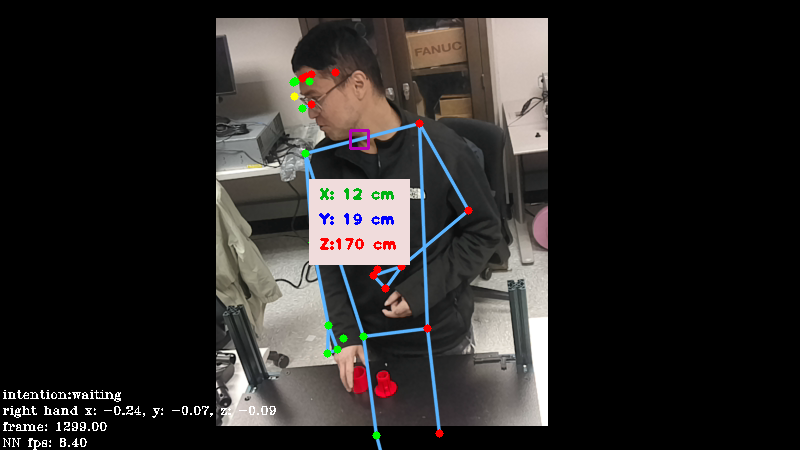 FANUC
X: 12 cm
Y: 19 cm
Z:170 cm
intention:waiting
right hand x: -0.24, y: -0.07, z: -0.09
frame: 1299.00
NN fps: 8.40